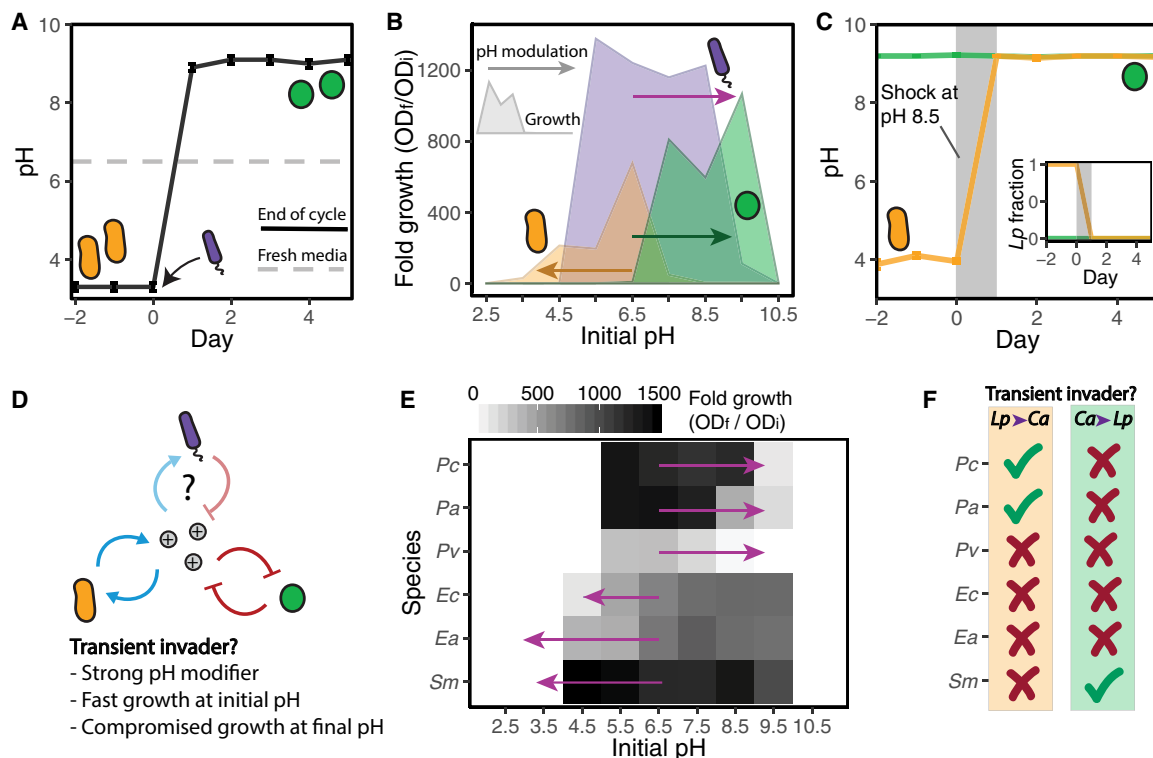 A
10
8
6
4
pH
−2
0
2
4
Day
End of cycle
Fresh media
B
Fold growth (ODf/ODi)
1200
800
400
0
pH modulation
Growth
2.5
4.5
6.5
8.5
10.5
Initial pH
C
10
8
6
4
pH
Shock at
pH 8.5
−2
0
2
4
Day
Lp fraction
1
0
0
−2
0
2
4
Day
D
?
+
+
+
Transient invader?
- Strong pH modifier
- Fast growth at initial pH
- Compromised growth at final pH
E
0 500 1000 1500
Fold growth
(ODf / ODi)
Species
Pc
Pa
Pv
Ec
Ea
Sm
2.5 3.5 4.5 5.5 6.5 7.5 8.5 9.5 10.5
Initial pH
F
Transient invader?
Lp➤Ca Ca➤Lp
Pc
Pa
Pv
Ec
Ea
Sm